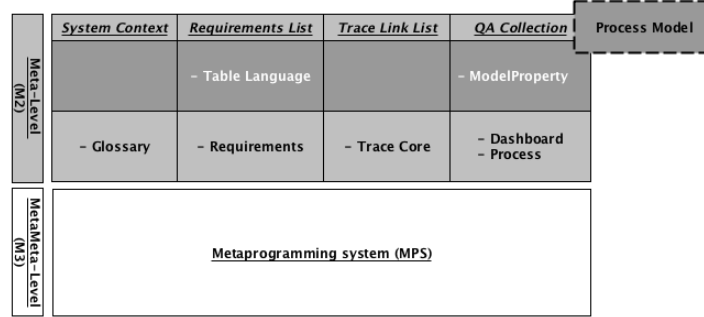 System Context
Requirements List
Trace Link List
QA Collection
Process Model
Meta-Level
(M2)
- Table Language
- ModelProperty
- Glossary
- Requirements
- Trace Core
- Dashboard
- Process
MetaMeta-Level
(M3)
Metaprogramming system (MPS)